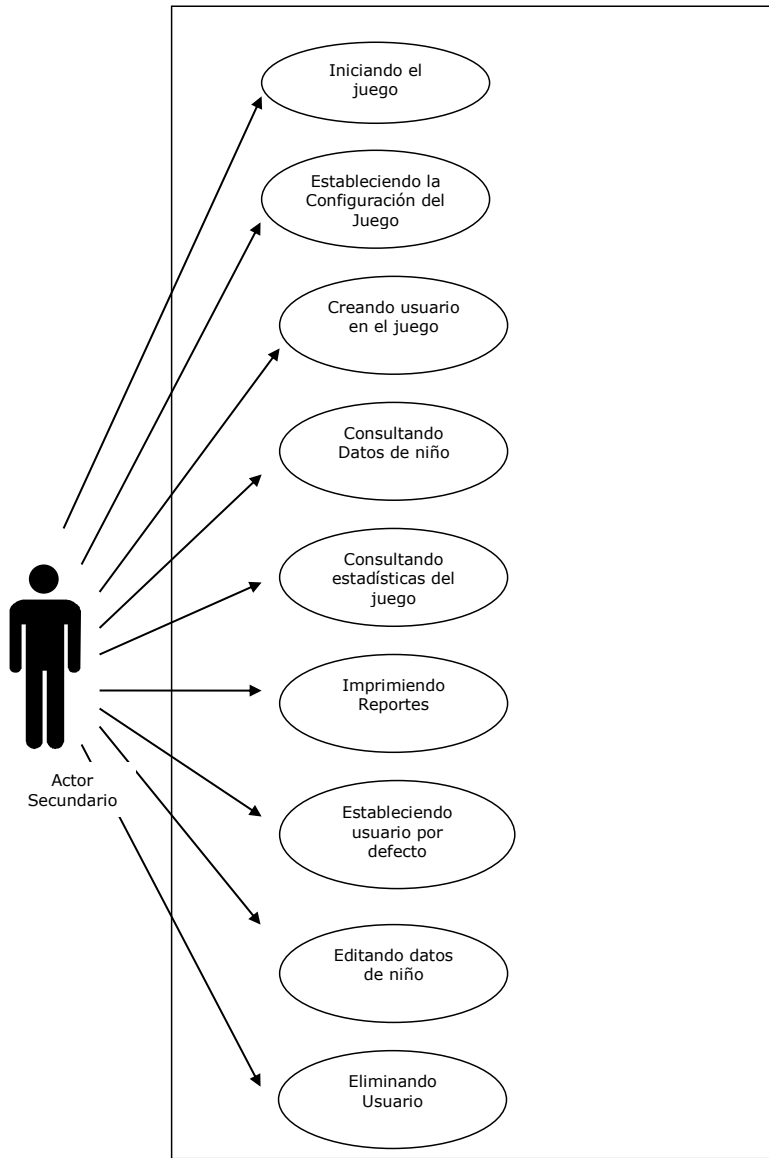 Iniciando el
juego
Estableciendo la
Configuración del
Juego
Creando usuario
en el juego
Consultando
Datos de niño
Consultando
estadísticas del
juego
Imprimiendo
Reportes
Actor
Secundario
Estableciendo
usuario por
defecto
Editando datos
de niño
Eliminando
Usuario